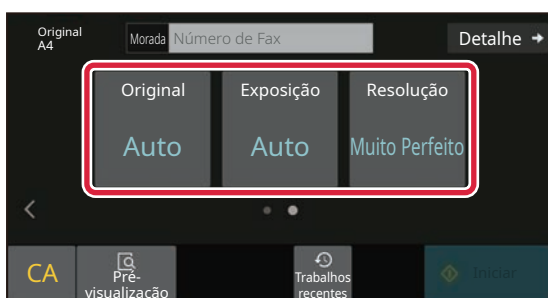 Original
A4
Morada Número de Fax
Detalhe
Original Exposição Resolução
Auto Auto Muito Perfeito
CA
Pré-
visualização
Trabalhos
recentes
Iniciar